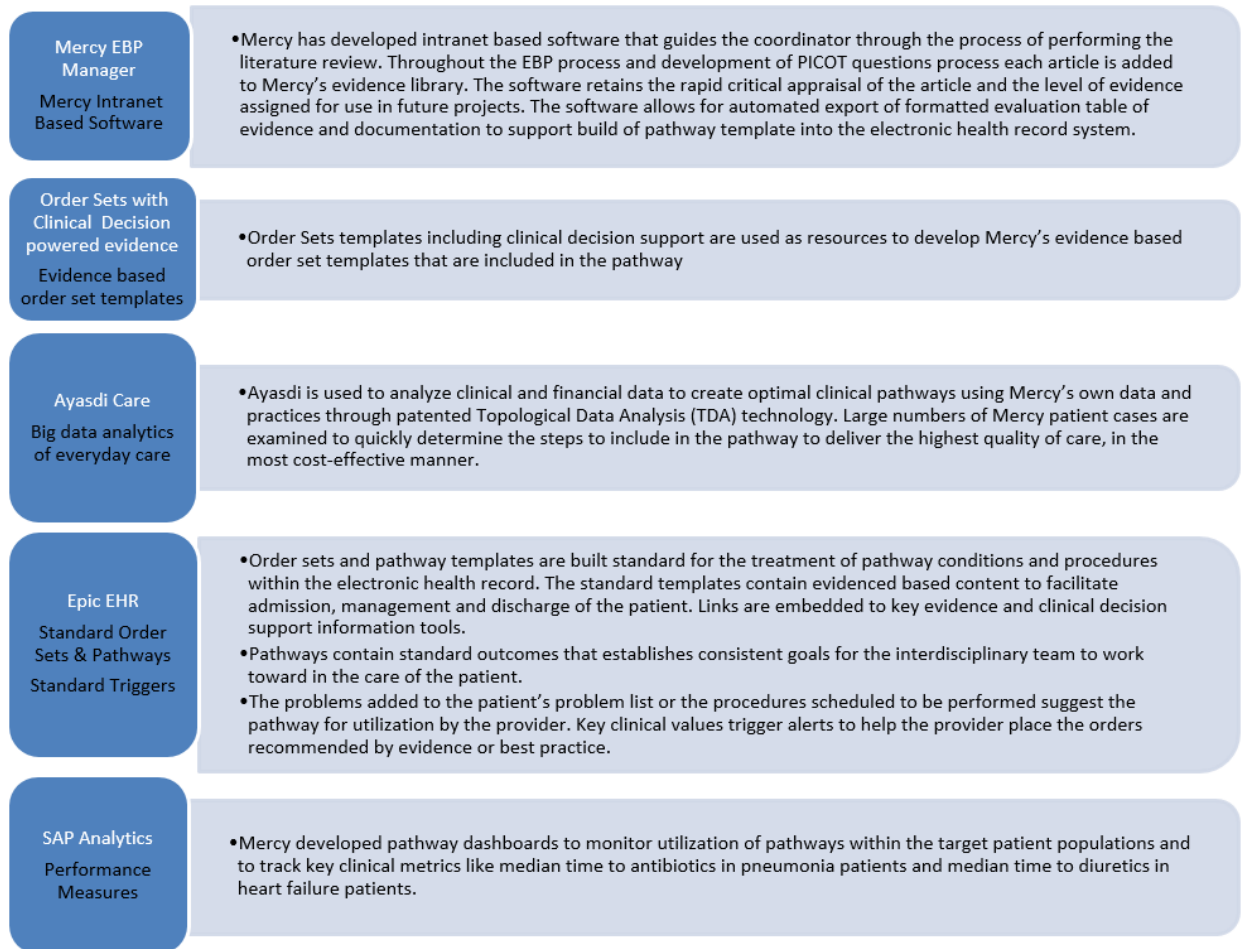 Mercy EBP
Manager
Mercy Intranet
Based Software
•Mercy has developed intranet based software that guides the coordinator through the process of performing the
literature review. Throughout the EBP process and development of PICOT questions process each article is added
to Mercy’s evidence library. The software retains the rapid critical appraisal of the article and the level of evidence
assigned for use in future projects. The software allows for automated export of formatted evaluation table of
evidence and documentation to support build of pathway template into the electronic health record system.
Order Sets with
Clinical Decision
powered evidence
Evidence based
order set templates
•Order Sets templates including clinical decision support are used as resources to develop Mercy’s evidence based
order set templates that are included in the pathway
Ayasdi Care
Big data analytics
of everyday care
•Ayasdi is used to analyze clinical and financial data to create optimal clinical pathways using Mercy’s own data and
practices through patented Topological Data Analysis (TDA) technology. Large numbers of Mercy patient cases are
examined to quickly determine the steps to include in the pathway to deliver the highest quality of care, in the
most cost-effective manner.
Epic EHR
Standard Order
Sets & Pathways
Standard Triggers
•Order sets and pathway templates are built standard for the treatment of pathway conditions and procedures
within the electronic health record. The standard templates contain evidenced based content to facilitate
admission, management and discharge of the patient. Links are embedded to key evidence and clinical decision
support information tools.
•Pathways contain standard outcomes that establishes consistent goals for the interdisciplinary team to work
toward in the care of the patient.
•The problems added to the patient’s problem list or the procedures scheduled to be performed suggest the
pathway for utilization by the provider. Key clinical values trigger alerts to help the provider place the orders
recommended by evidence or best practice.
SAP Analytics
Performance
Measures
•Mercy developed pathway dashboards to monitor utilization of pathways within the target patient populations and
to track key clinical metrics like median time to antibiotics in pneumonia patients and median time to diuretics in
heart failure patients.